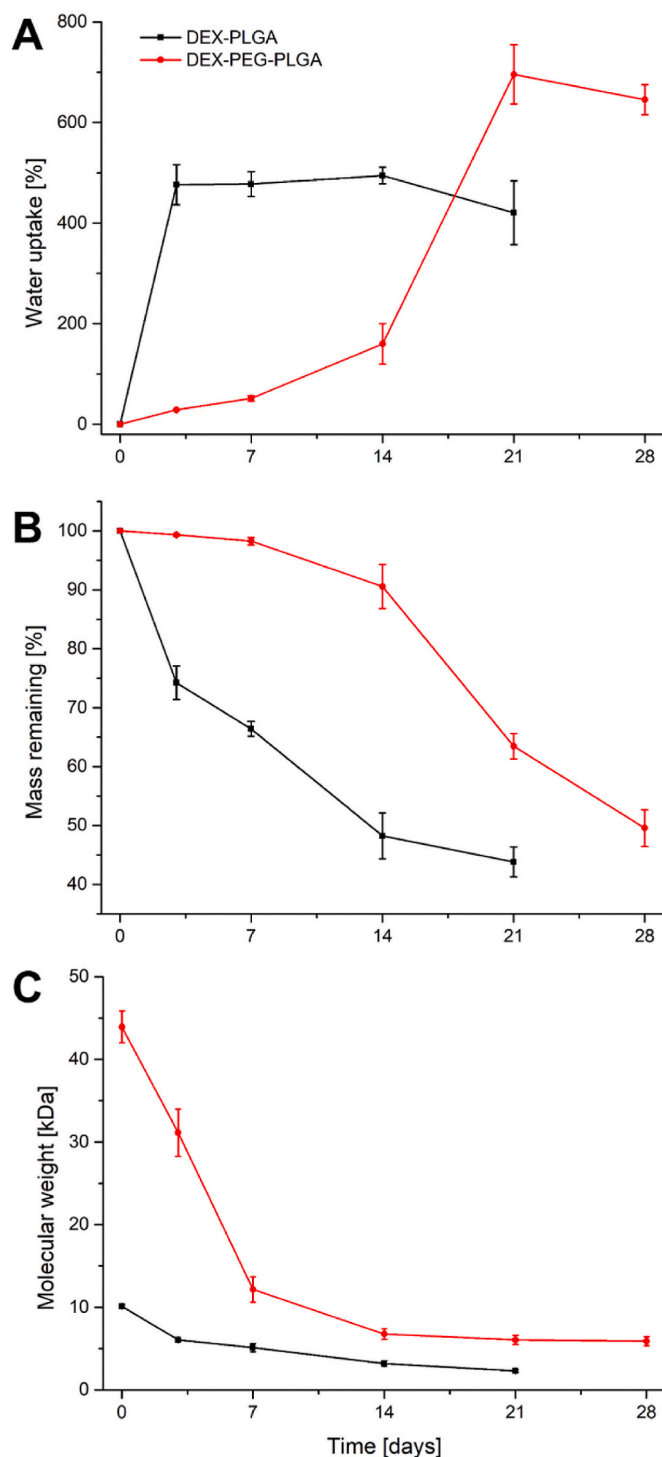 A
DEX-PLGA
DEX-PEG-PLGA
Water uptake [%]
800
600
400
200
0
0 7 14 21 28
B
Mass remaining [%]
100
90
80
70
60
50
40
0 7 14 21 28
C
Molecular weight [kDa]
50
40
30
20
10
0
0 7 14 21 28
Time [days]